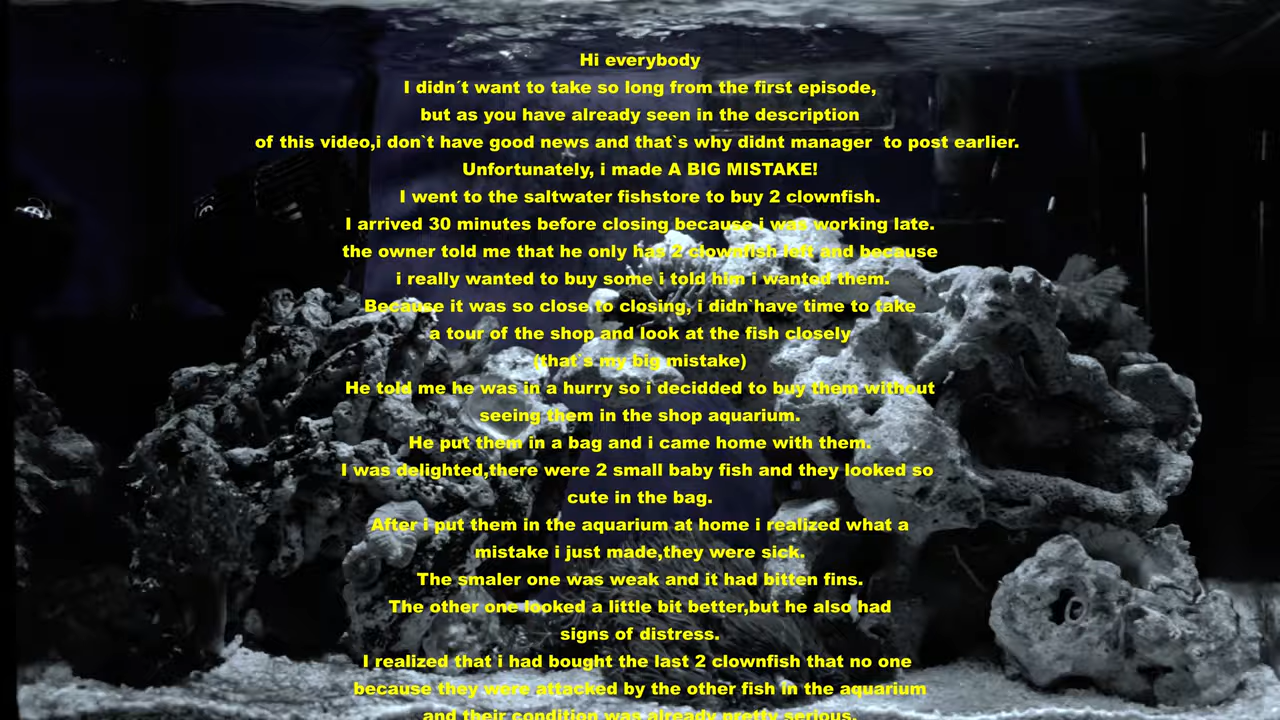 Hi everybody
I didn´t want to take so long from the first episode,
but as you have already seen in the description
of this video,i don`t have good news and that`s why didnt manager  to post earlier.
Unfortunately, i made A BIG MISTAKE!
I went to the saltwater fishstore to buy 2 clownfish.
I arrived 30 minutes before closing because i was working late.
the owner told me that he only has 2 clownfish left and because
i really wanted to buy some i told him i wanted them.
Because it was so close to closing, i didn`have time to take
a tour of the shop and look at the fish closely
(that`s my big mistake)
He told me he was in a hurry so i decidded to buy them without
seeing them in the shop aquarium.
He put them in a bag and i came home with them.
I was delighted,there were 2 small baby fish and they looked so
cute in the bag.
After i put them in the aquarium at home i realized what a
mistake i just made,they were sick.
The smaler one was weak and it had bitten fins.
The other one looked a little bit better,but he also had
signs of distress.
I realized that i had bought the last 2 clownfish that no one
because they were attacked by the other fish in the aquarium
and their condition was already pretty serious.